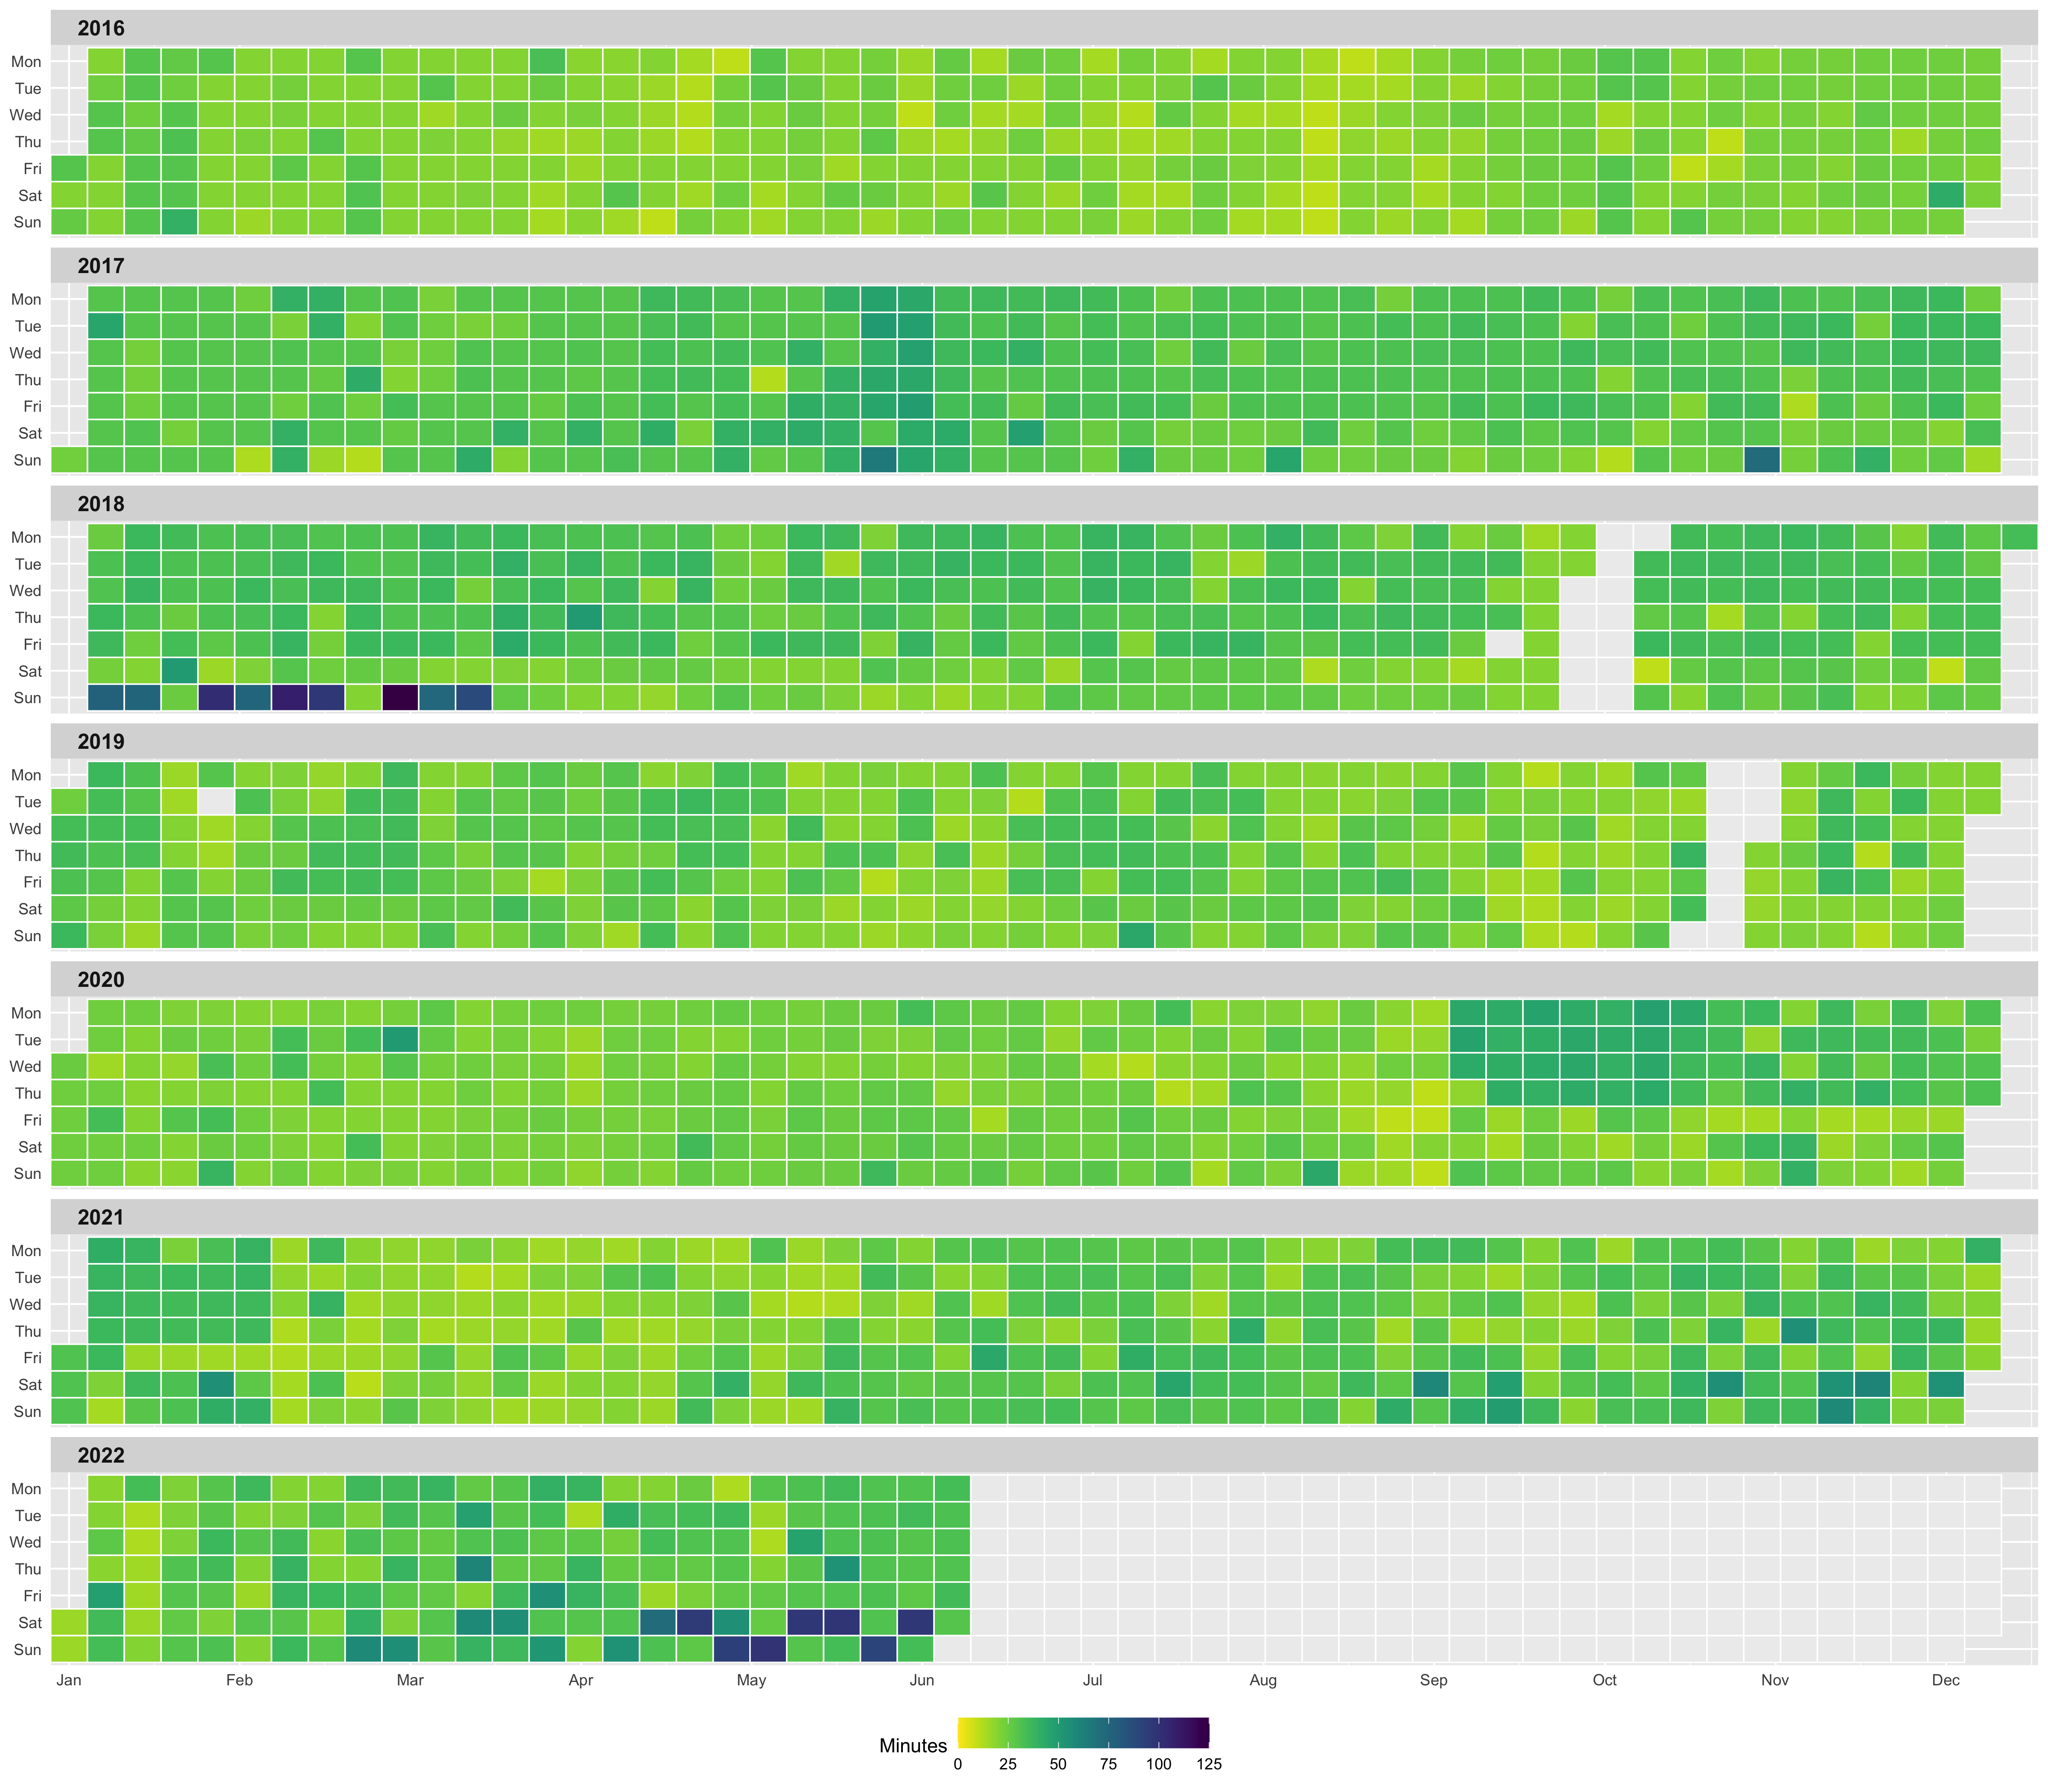 2016
Mon
Tue
Wed
Thu
Fri
Sat
Sun
2017
Mon
Tue
Wed
Thu
Fri
Sat
Sun
2018
Mon
Tue
Wed
Thu
Fri
Sat
Sun
2019
Mon
Tue
Wed
Thu
Fri
Sat
Sun
2020
Mon
Tue
Wed
Thu
Fri
Sat
Sun
2021
Mon
Tue
Wed
Thu
Fri
Sat
Sun
2022
Mon
Tue
Wed
Thu
Fri
Sat
Sun
Jan Feb Mar Apr May Jun Jul Aug Sep Oct Nov Dec
Minutes
0 25 50 75 100 125